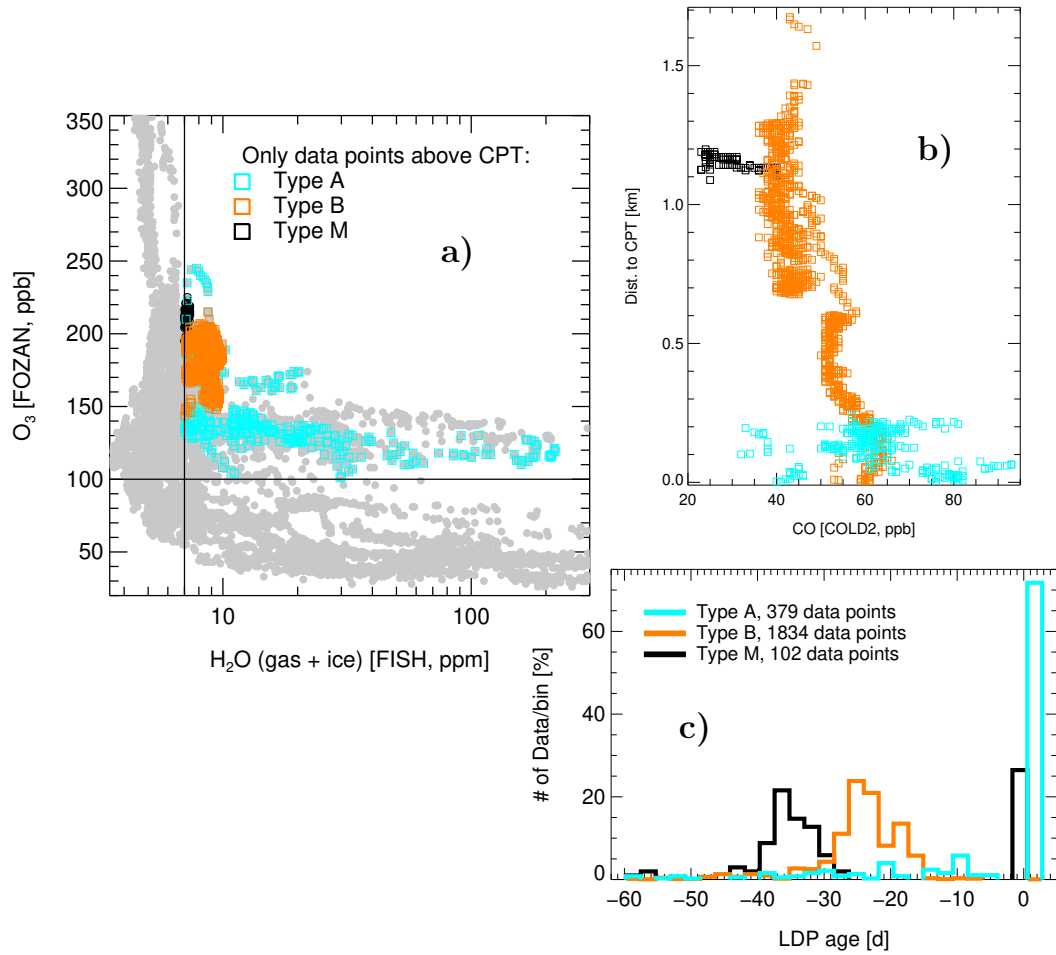 350
300
250
200
150
100
50
O3 [FOZAN, ppb]
Only data points above CPT:
Type A
Type B
Type M
a)
10
100
H2O (gas + ice) [FISH, ppm]
1.5
1.0
0.5
0.0
Dist. to CPT [km]
b)
20
40
60
80
CO [COLD2, ppb]
60
40
20
0
# of Data/bin [%]
Type A, 379 data points
Type B, 1834 data points
Type M, 102 data points
c)
−60
−50
−40
−30
−20
−10
0
LDP age [d]